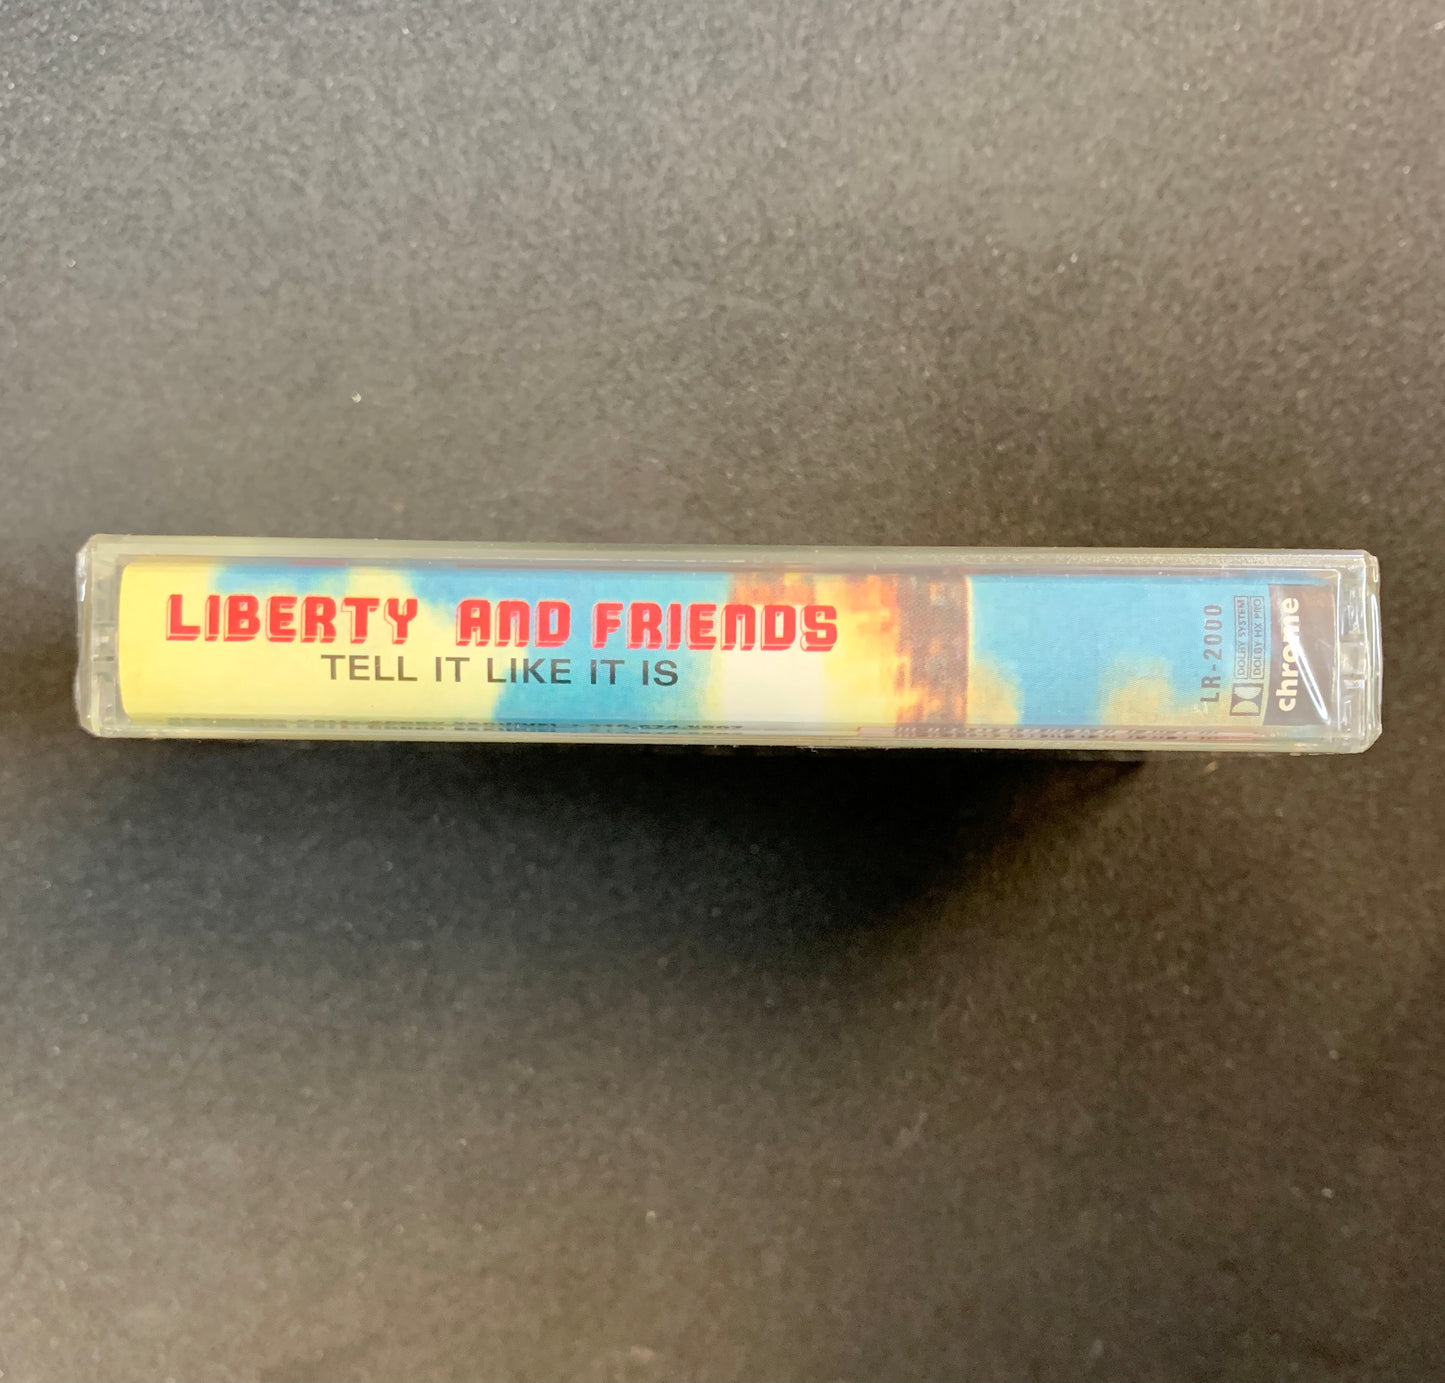 LIBERTY AND FRIENDS
TELL IT LIKE IT IS
LR-2000
DOLBY SYSTEM
DOLBY HX PRO
chrome